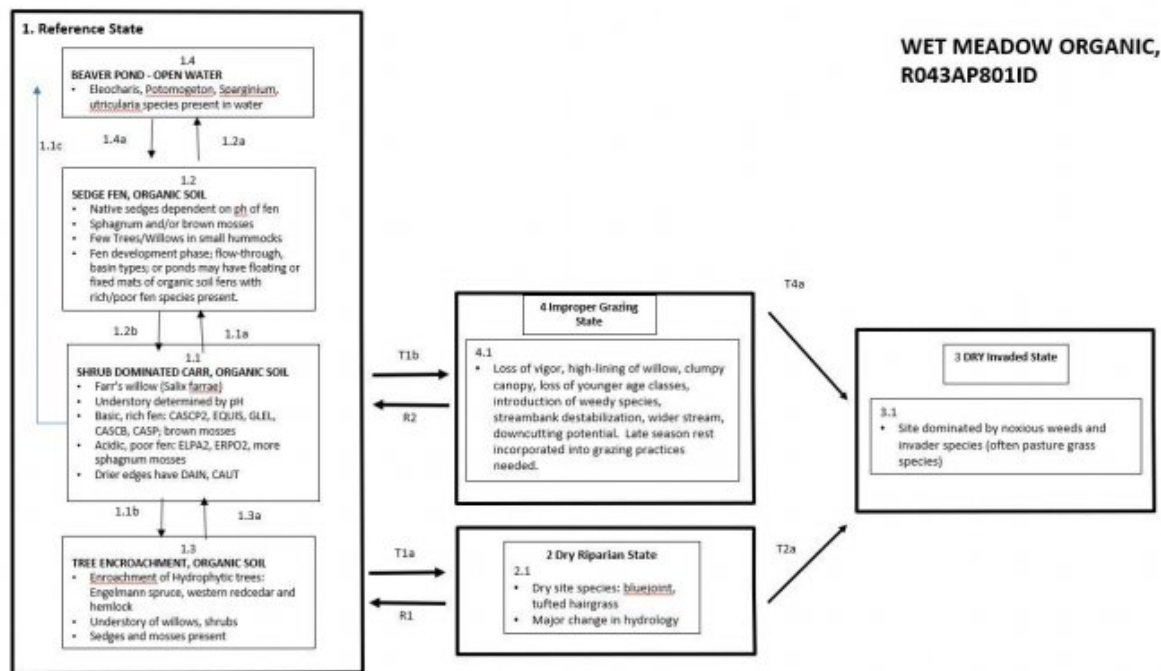 1. Reference State
WET MEADOW ORGANIC,
R043AP801ID
1.4
BEAVER POND - OPEN WATER
• Eleocharis, Potomogeton, Sparginium,
utricularia species present in water
1.1c
1.4a
1.2a
1.2
SEDGE FEN, ORGANIC SOIL
• Native sedges dependent on ph of fen
• Sphagnum and/or brown mosses
• Few Trees/Willows in small hummocks
• Fen development phase; flow-through,
basin types; or ponds may have floating or
fixed mats of organic soil fens with
rich/poor fen species present.
1.2b
1.1a
1.1
SHRUB DOMINATED CARR, ORGANIC SOIL
• Farr's willow (Salix farrae)
• Understory determined by pH
• Basic, rich fen: CASCP2, EQUIS, GLEL,
CASCB, CASP; brown mosses
• Acidic, poor fen: ELPA2, ERPO2, more
sphagnum mosses
• Drier edges have DAIN, CAUT
1.1b
1.3a
1.3
TREE ENCROACHMENT, ORGANIC SOIL
• Enroachment of Hydrophytic trees:
Engelmann spruce, western redcedar and
hemlock
• Understory of willows, shrubs
• Sedges and mosses present
T1b
R2
T1a
R1
4 Improper Grazing
State
4.1
• Loss of vigor, high-lining of willow, clumpy
canopy, loss of younger age classes,
introduction of weedy species,
streambank destabilization, wider stream,
downcutting potential. Late season rest
incorporated into grazing practices
needed.
2 Dry Riparian State
2.1
• Dry site species: bluejoint,
tufted hairgrass
• Major change in hydrology
T4a
T2a
3 DRY Invaded State
3.1
• Site dominated by noxious weeds and
invader species (often pasture grass
species)